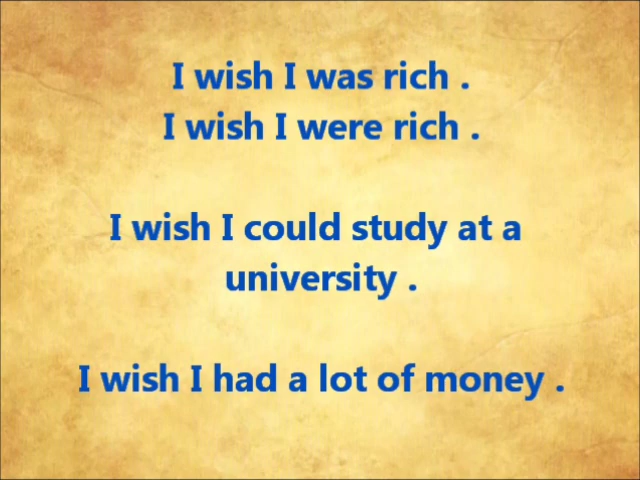 I wish I was rich .
I wish I were rich .
I wish I could study at a
university .
I wish I had a lot of money .